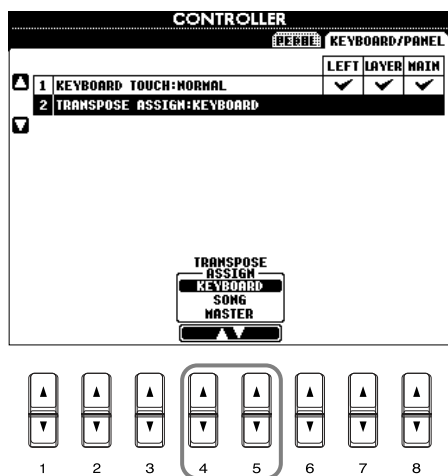 CONTROLLER
PEDAL KEYBOARD/PANEL
LEFT LAYER MAIN
1 KEYBOARD TOUCH:NORMAL
2 TRANSPOSE ASSIGN:KEYBOARD
TRANSPOSE
ASSIGN
KEYBOARD
SONG
MASTER
1 2 3 4 5 6 7 8